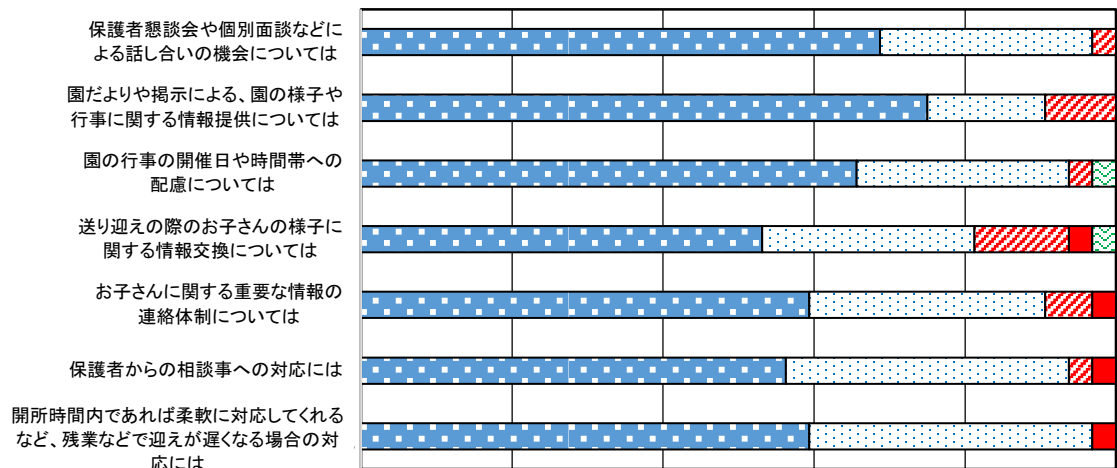 保護者懇談会や個別面談などに
よる話し合いの機会については
園だよりや掲示による、園の様子や
行事に関する情報提供については
園の行事の開催日や時間帯への
配慮については
送り迎えの際のお子さんの様子に
関する情報交換については
お子さんに関する重要な情報の
連絡体制については
保護者からの相談事への対応には
開所時間内であれば柔軟に対応してくれる
など、残業などで迎えが遅くなる場合の対
応には